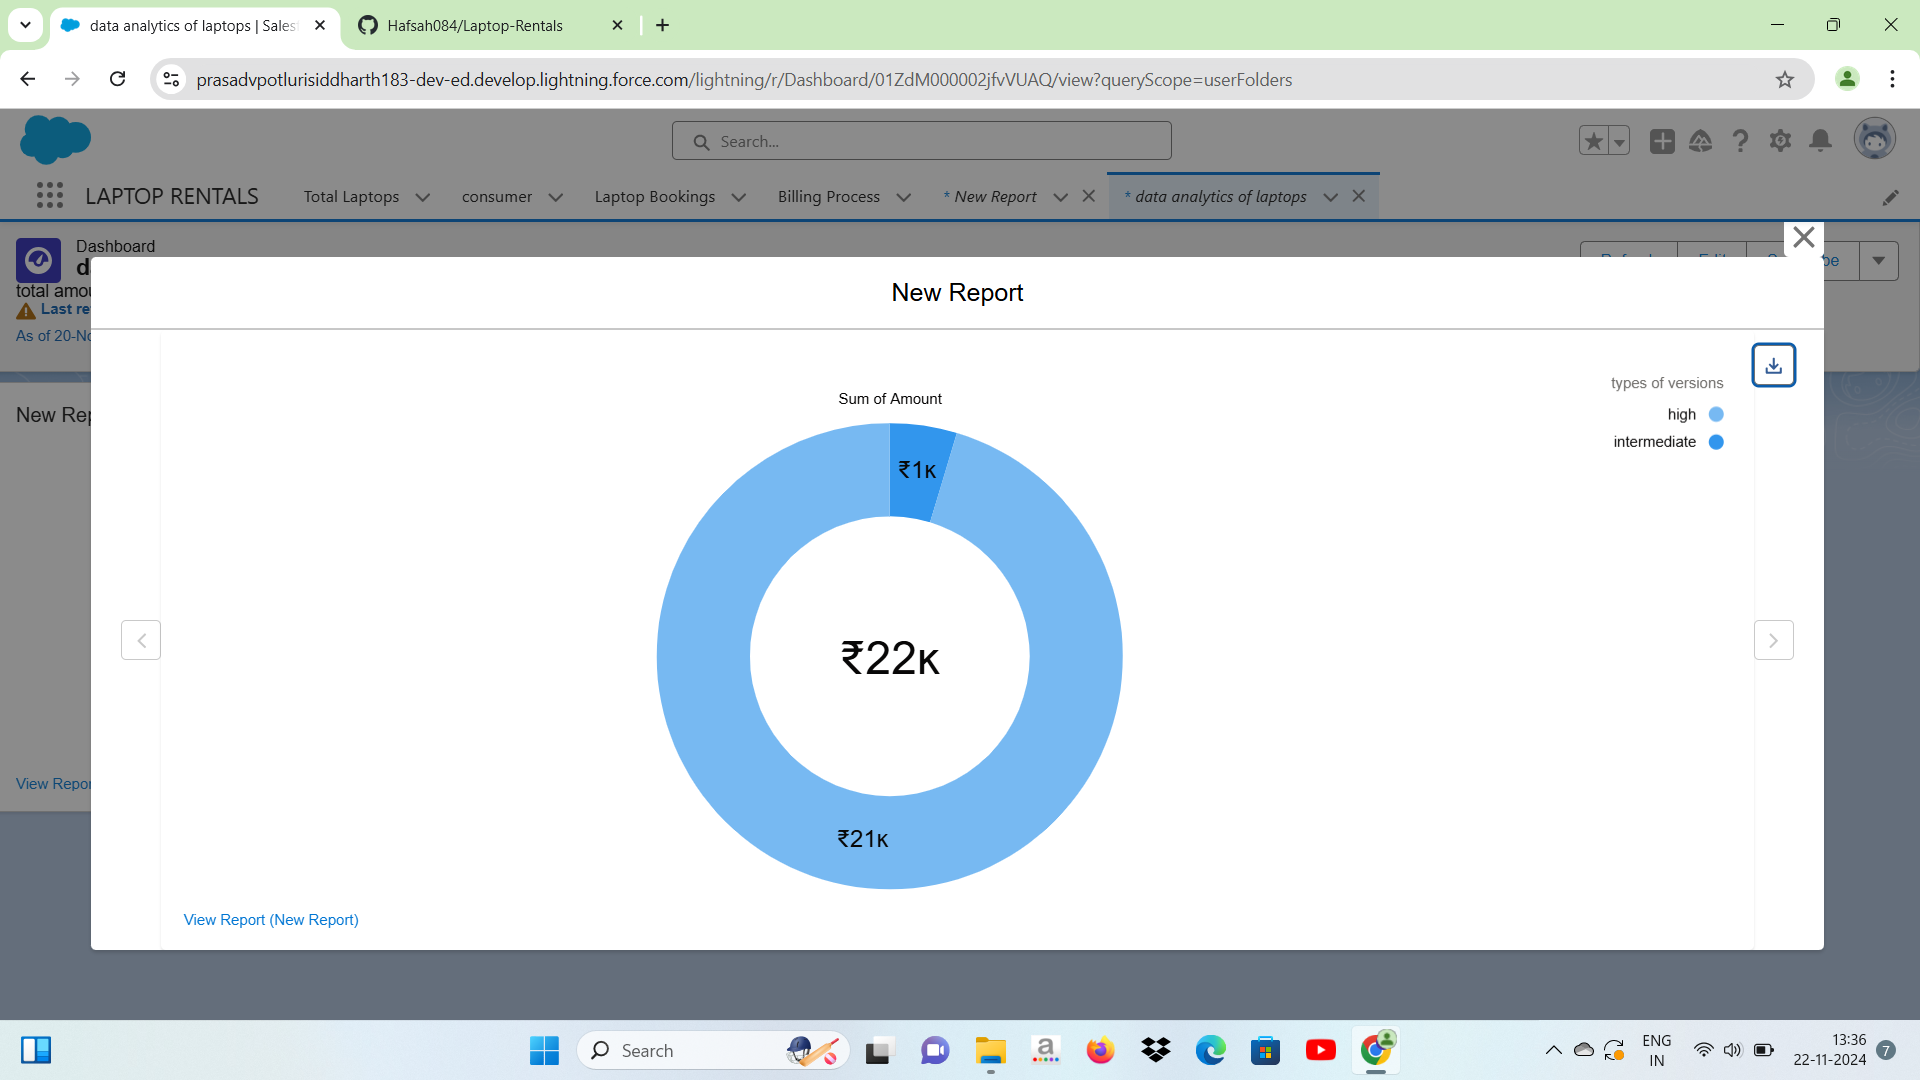 data analytics of laptops | Sales
Hafsah084/Laptop-Rentals
prasadvpotlurisiddharth183-dev-ed.develop.lightning.force.com/lightning/r/Dashboard/01ZdM000002jfvVUAQ/view?queryScope=userFolders
Search...
LAPTOP RENTALS
Total Laptops
consumer
Laptop Bookings
Billing Process
* New Report
* data analytics of laptops
Dashboard
total amou
Last re
As of 20-No
New Rep
View Repor
New Report
Sum of Amount
types of versions
high
intermediate
₹1K
₹22K
₹21K
View Report (New Report)
Search
a
ENG
IN
13:36
22-11-2024
7